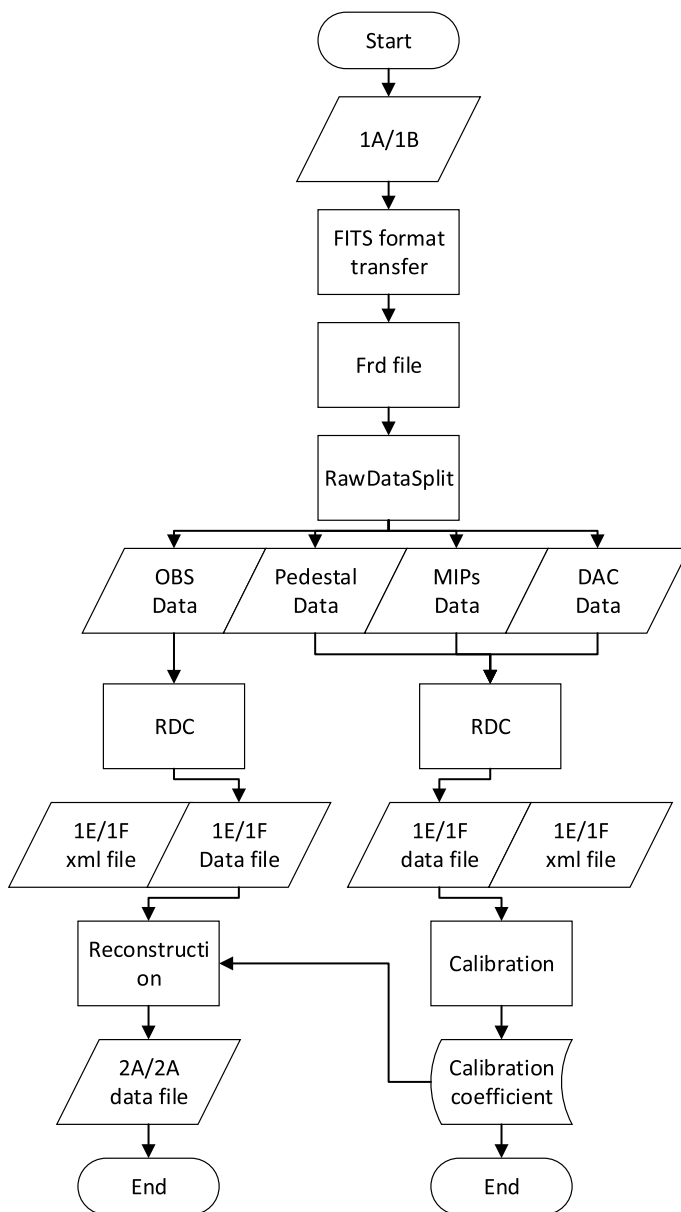 Start
1A/1B
FITS format
transfer
Frd file
RawDataSplit
OBS
Data
Pedestal
Data
MIPs
Data
DAC
Data
RDC
RDC
1E/1F
xml file
1E/1F
Data file
1E/1F
data file
1E/1F
xml file
Reconstructi
on
Calibration
2A/2A
data file
Calibration
coefficient
End
End